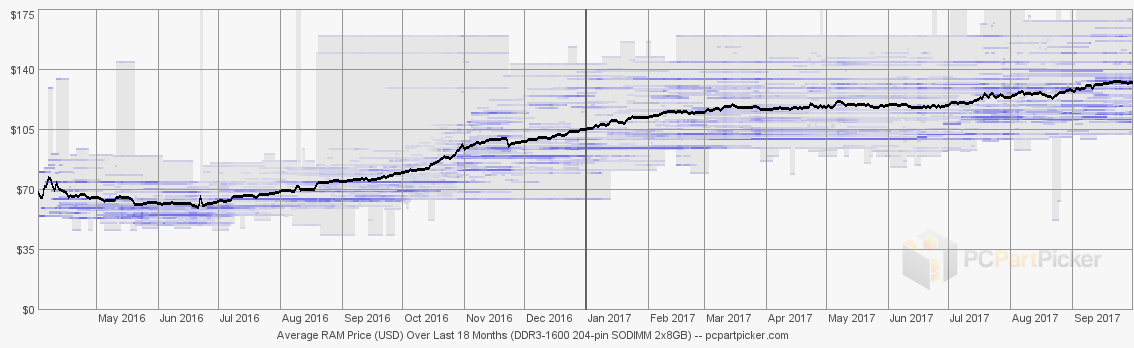 $175
$140
$105
$70
$35
$0
PCPartPicker
May 2016 Jun 2016 Jul 2016 Aug 2016 Sep 2016 Oct 2016 Nov 2016 Dec 2016 Jan 2017 Feb 2017 Mar 2017 Apr 2017 May 2017 Jun 2017 Jul 2017 Aug 2017 Sep 2017
Average RAM Price (USD) Over Last 18 Months (DDR3-1600 204-pin SODIMM 2x8GB) -- pcpartpicker.com